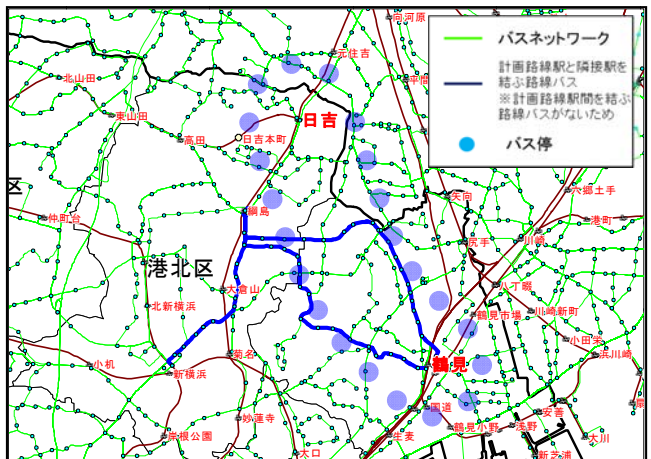 向河原
元住吉
平間
北山田
東山田
高田
日吉本町
日吉
区
仲町台
綱島
矢向
六郷土手
港町
尻手
川崎
港北区
大倉山
北新横浜
八丁畷
鶴見市場
川崎新町
小田栄
浜川崎
小机
新横浜
菊名
鶴見
国道
妙蓮寺
岸根公園
大口
生麦
鶴見小野
浅野
安善
大川
新芝浦
バスネットワーク
計画路線駅と隣接駅を
結ぶ路線バス
※計画路線駅間を結ぶ
路線バスがないため
バス停